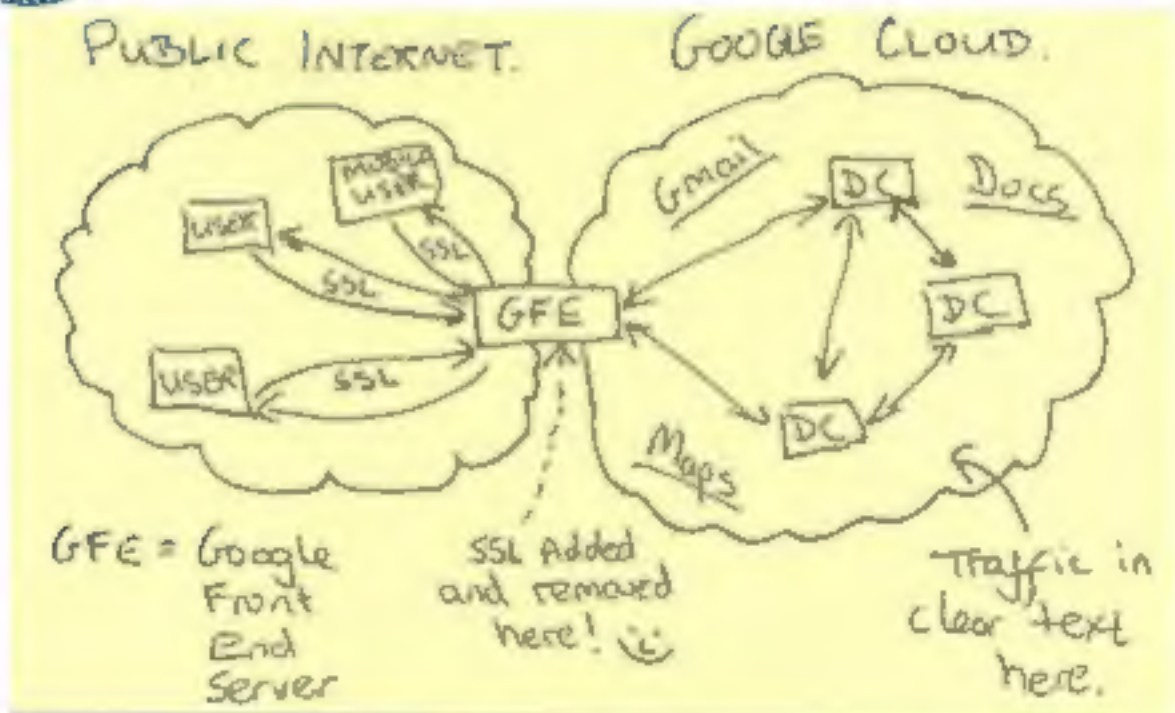 PUBLIC INTERNET.
GOOGLE CLOUD.
MOBILE
USER
USER
SSL
SSL
USER
SSL
GFE
Gmail
DC
Docs
DC
DC
Maps
GFE = Google
Front
End
Server
SSL Added
and removed
here!
Traffic in
clear text
here.